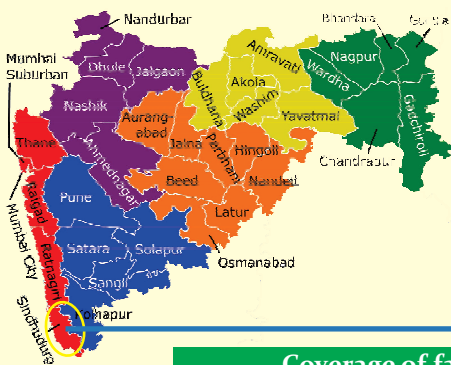 Nandurbar
Bhandara
Mumbai
Suburban
Dhule
Jalgaon
Amravati
Nagpur
Wardha
Nashik
Buldhana
Akola
Washim
Yavatmal
Gadchiroli
Thane
Aurang-
abad
Jalna
Parbhani
Hingoli
Chandrapur
Ahmednagar
Beed
Nanded
Raigad
Pune
Latur
Mumbai City
Ratnagiri
Satara
Solapur
Osmanabad
Sangli
Kolhapur
Sindhudurg
Coverage of